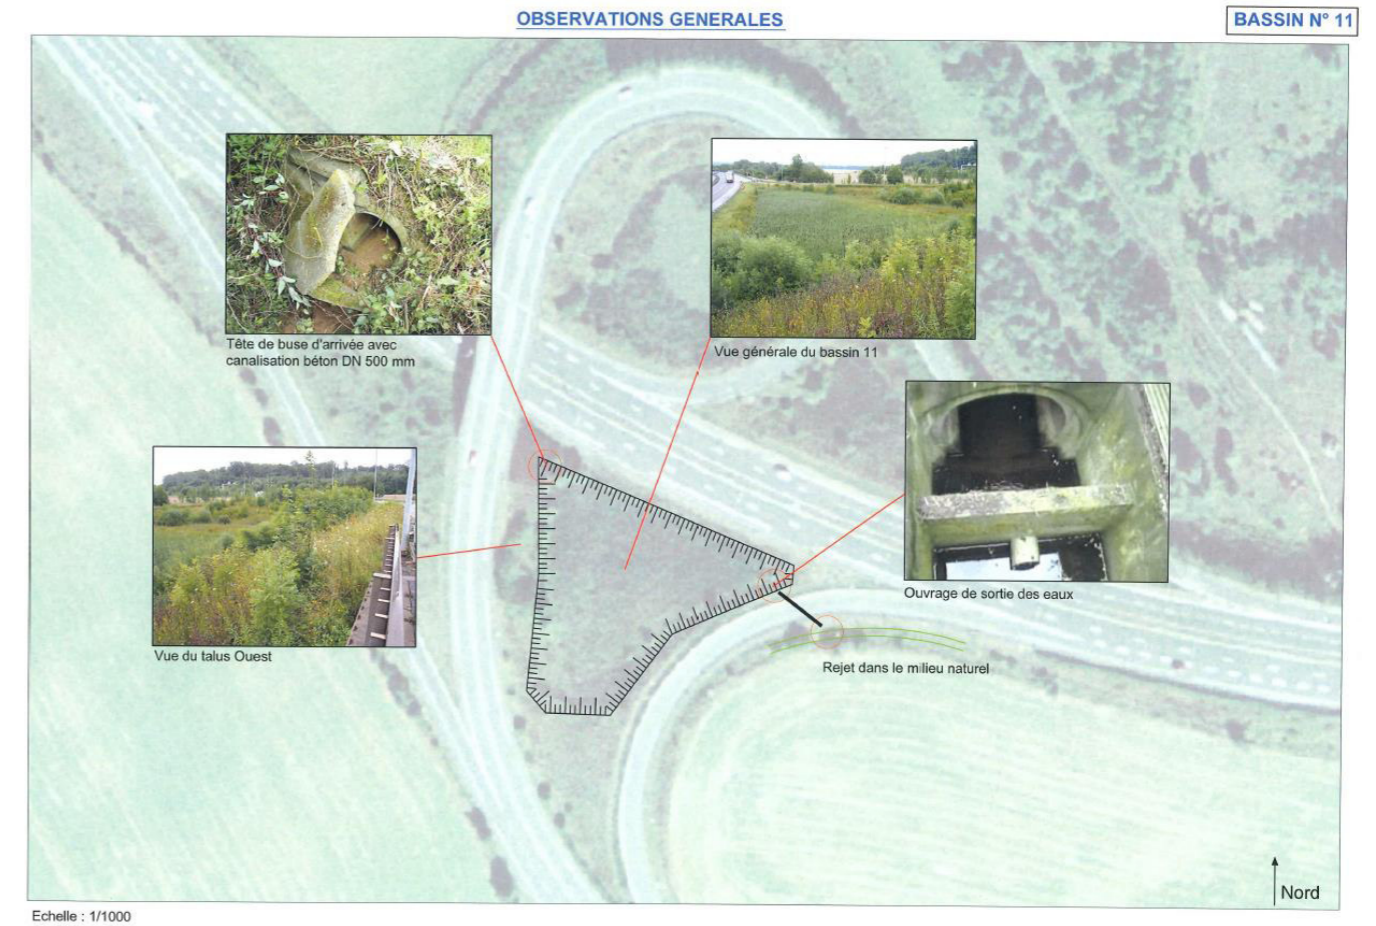 OBSERVATIONS GENERALES
BASSIN N° 11
Tête de buse d'arrivée avec
canalisation béton DN 500 mm
Vue générale du bassin 11
Vue du talus Ouest
Ouvrage de sortie des eaux
Rejet dans le milieu naturel
Nord
Echelle : 1/1000